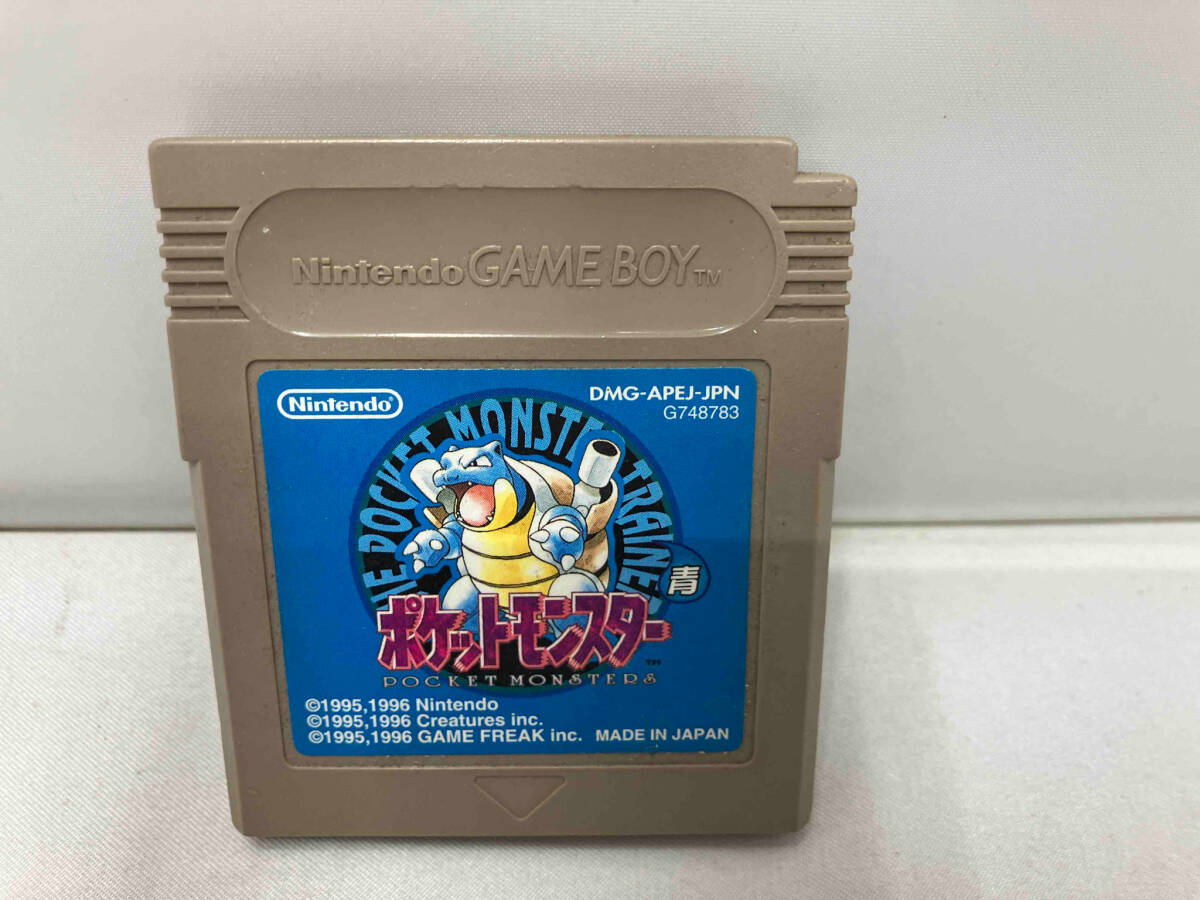 Nintendo GAME BOY™
Nintendo
DMG-APEJ-JPN
G748783
THE POCKET MONSTER TRAINER
青
ポケットモンスター
™
POCKET MONSTERS
©1995,1996 Nintendo
©1995,1996 Creatures inc.
©1995,1996 GAME FREAK inc. MADE IN JAPAN